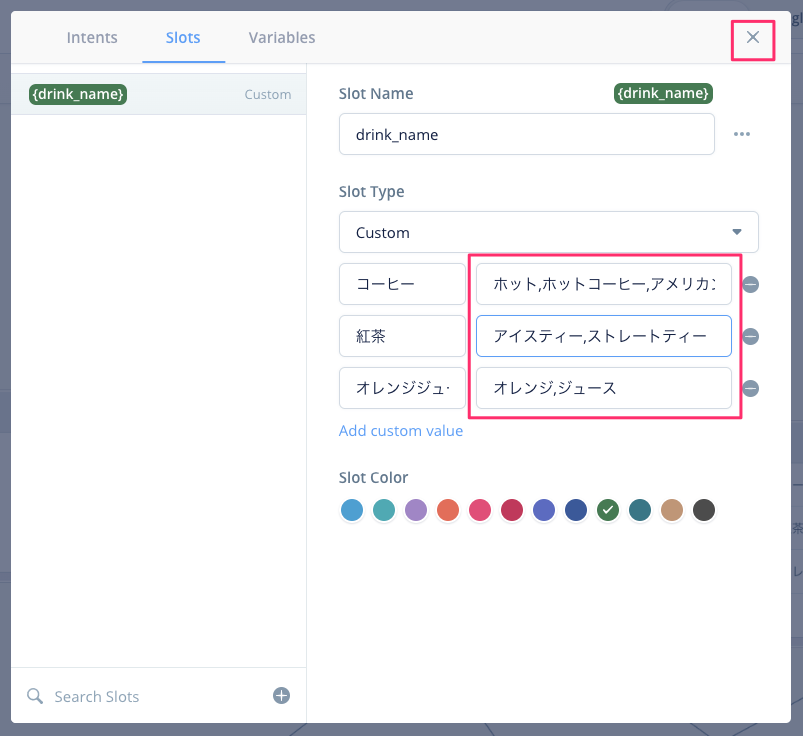 Intents Slots Variables
{drink_name} Custom
Slot Name {drink_name}
drink_name
Slot Type
Custom
コーヒー ホット,ホットコーヒー,アメリカン
紅茶 アイスティー,ストレートティー
オレンジジュ オレンジ,ジュース
Add custom value
Slot Color
Search Slots